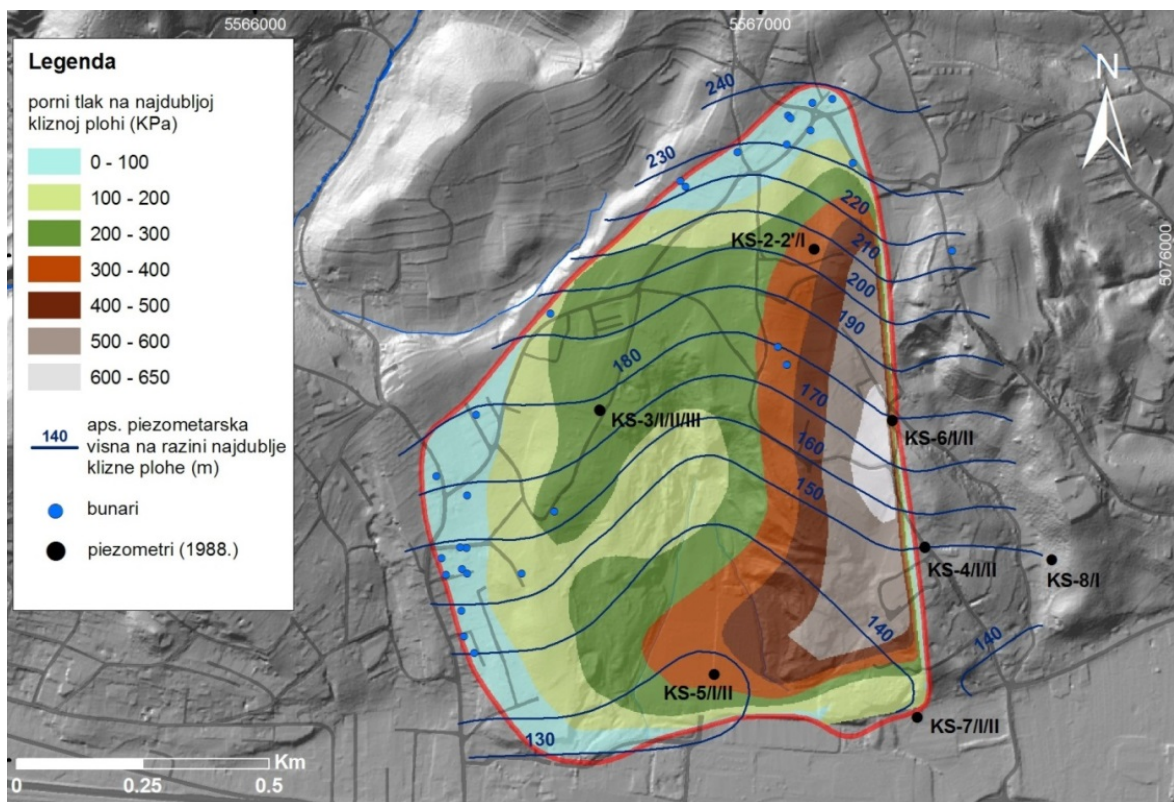 5566000
5567000
5076000
N
Legenda
porni tlak na najdubljoj
kliznoj plohi (KPa)
0 - 100
100 - 200
200 - 300
300 - 400
400 - 500
500 - 600
600 - 650
140
aps. piezometarska
visna na razini najdublje
klizne plohe (m)
bunari
piezometri (1988.)
240
230
220
210
200
190
180
170
160
150
140
140
130
KS-2-2'/I
KS-3/I/II/III
KS-6/I/II
KS-4/I/II
KS-8/I
KS-5/I/II
KS-7/I/II
0
0.25
0.5
Km